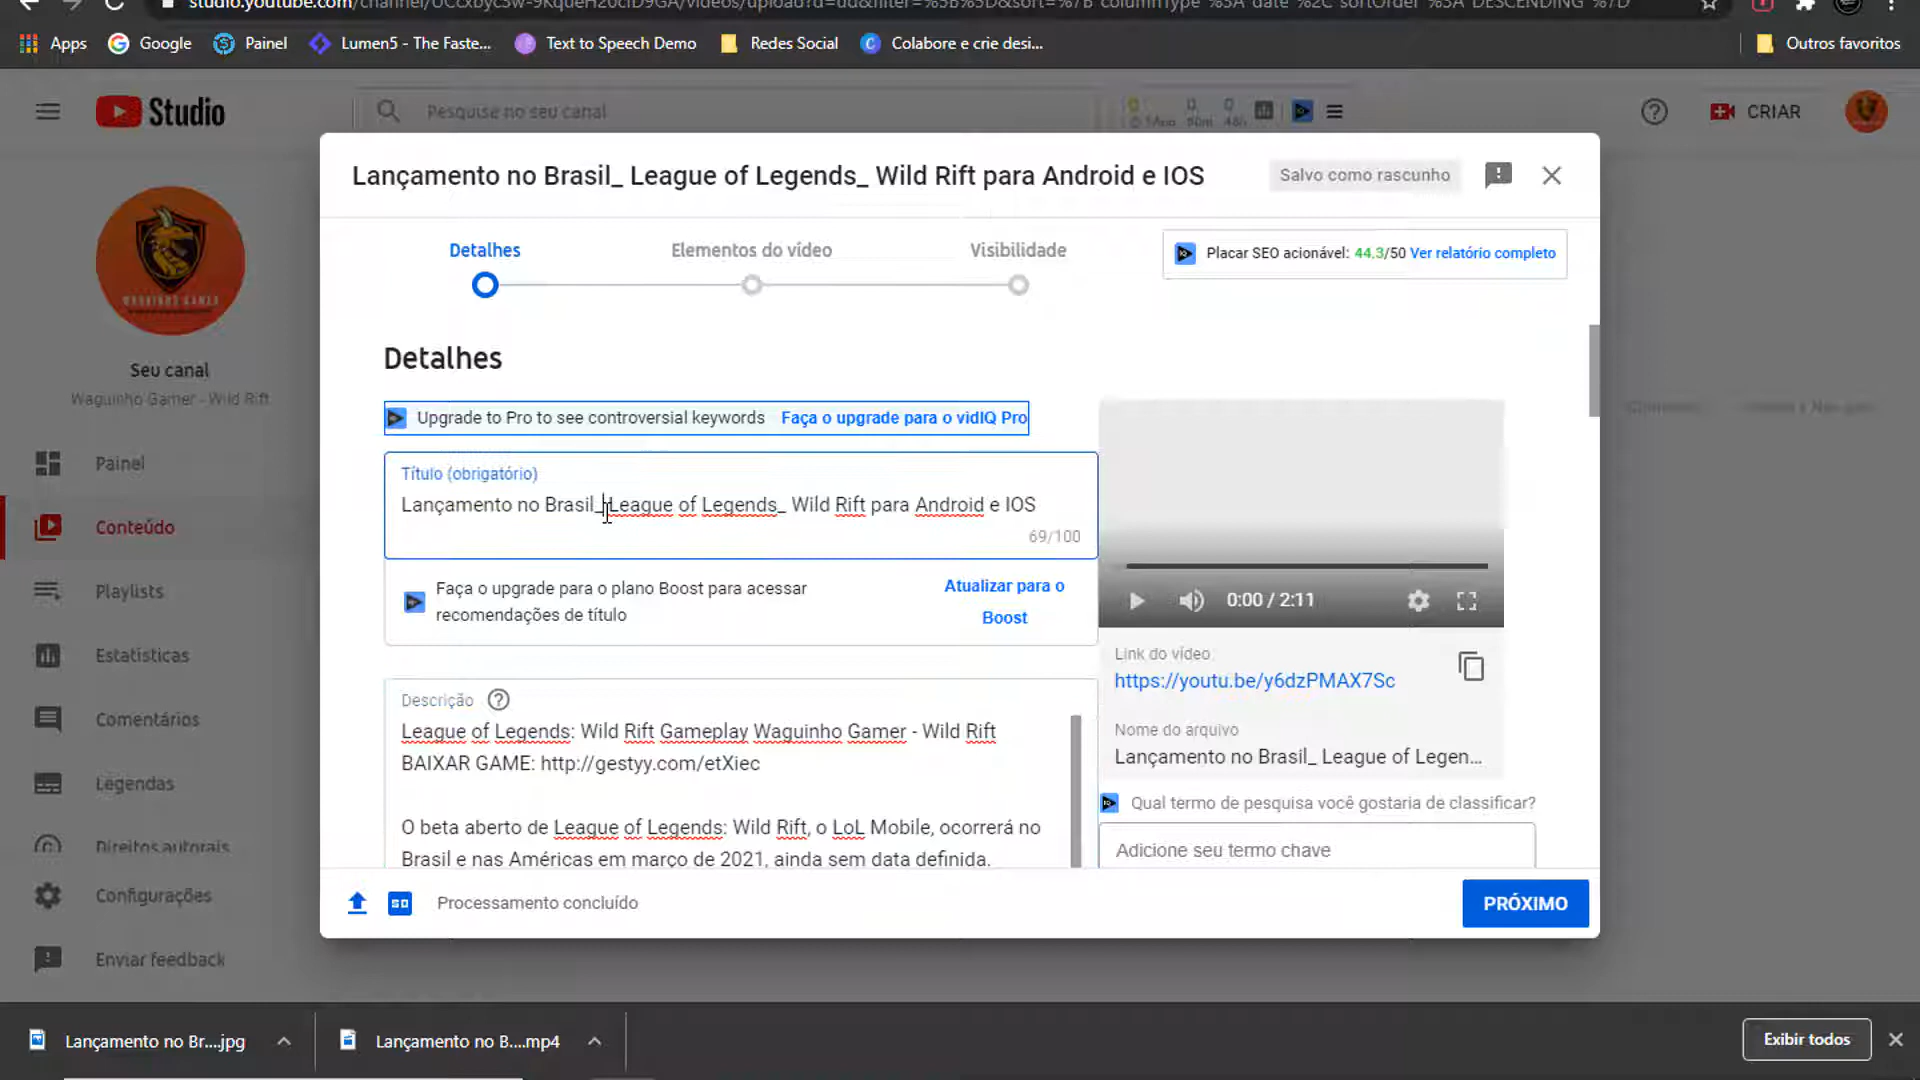 Apps
Google
Painel
Lumen5 - The Faste...
Text to Speech Demo
Redes Social
Colabore e crie desi...
Outros favoritos
Studio
Pesquise no seu canal
CRIAR
Lançamento no Brasil_ League of Legends_ Wild Rift para Android e IOS
Salvo como rascunho
Detalhes
Elementos do vídeo
Visibilidade
Placar SEO acionável: 44.3/50 Ver relatório completo
Seu canal
Waguinho Gamer - Wild Rift
Painel
Conteúdo
Playlists
Estatísticas
Comentários
Legendas
Direitos autorais
Configurações
Enviar feedback
Detalhes
Upgrade to Pro to see controversial keywords Faça o upgrade para o vidIQ Pro
Título (obrigatório)
Lançamento no Brasil_ League of Legends_ Wild Rift para Android e IOS
69/100
Faça o upgrade para o plano Boost para acessar
recomendações de título
Atualizar para o
Boost
Descrição
League of Legends: Wild Rift Gameplay Waguinho Gamer - Wild Rift
BAIXAR GAME: http://gestyy.com/etXiec
O beta aberto de League of Legends: Wild Rift, o LoL Mobile, ocorrerá no
Brasil e nas Américas em março de 2021, ainda sem data definida.
0:00 / 2:11
Link do vídeo
https://youtu.be/y6dzPMAX7Sc
Nome do arquivo
Lançamento no Brasil_ League of Legen...
Qual termo de pesquisa você gostaria de classificar?
Adicione seu termo chave
SD
Processamento concluído
PRÓXIMO
Lançamento no Br....jpg
Lançamento no B....mp4
Exibir todos